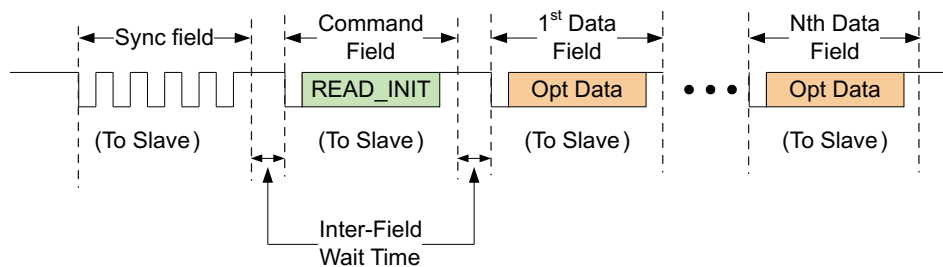 Sync field
Command
Field
1st Data
Field
Nth Data
Field
READ_INIT
Opt Data
Opt Data
(To Slave)
(To Slave)
(To Slave)
(To Slave)
Inter-Field
Wait Time